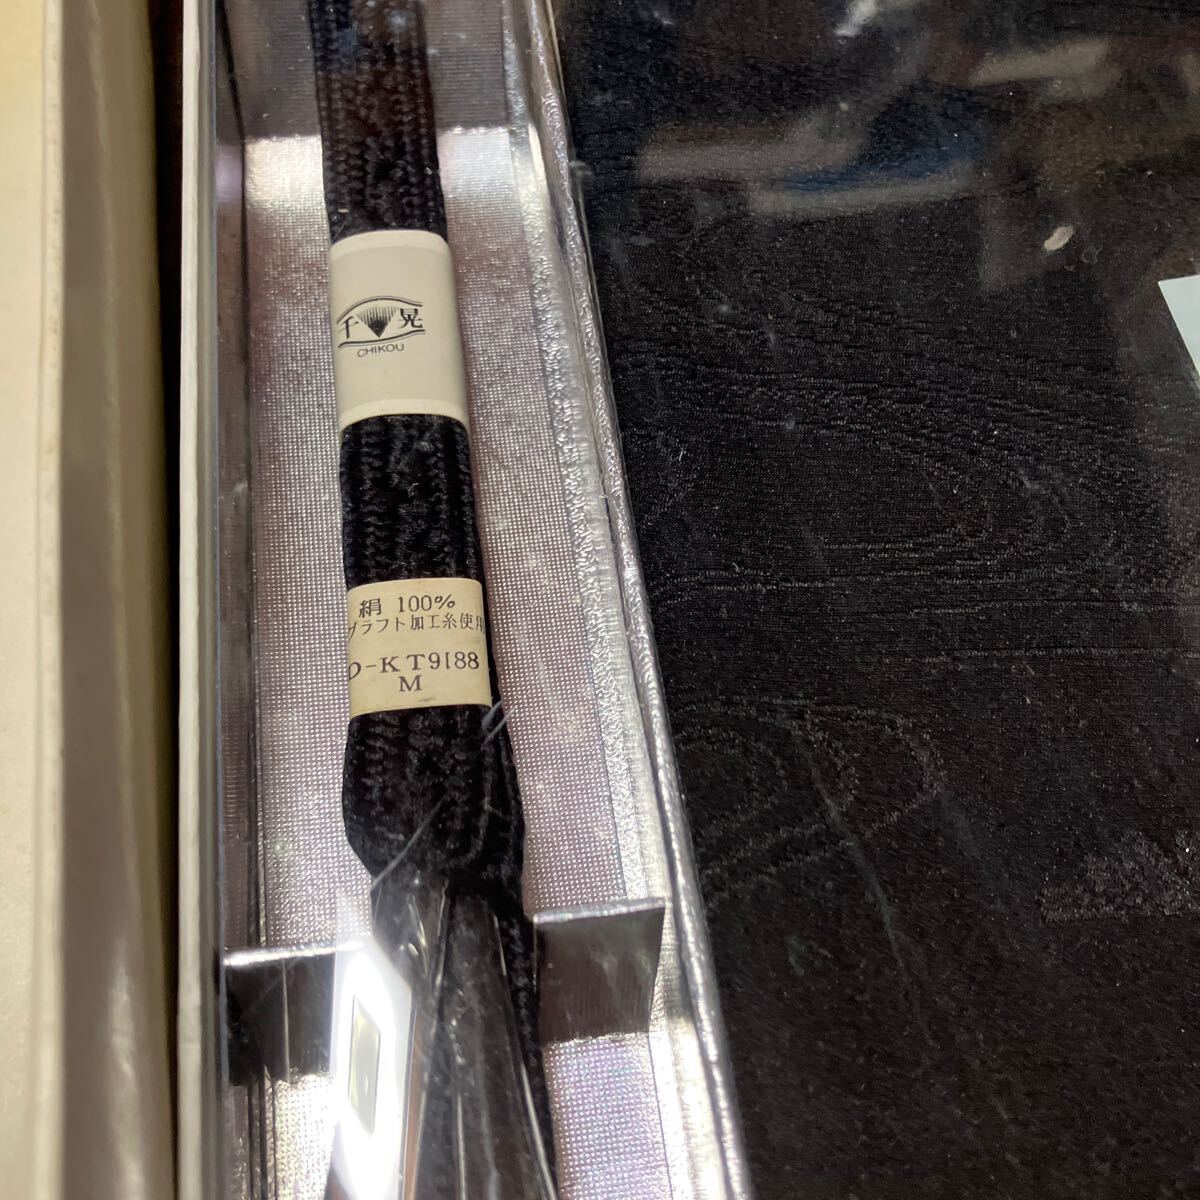 千 晃
CHIKOU
絹 100%
グラフト加工糸使用
D-KT9188
M